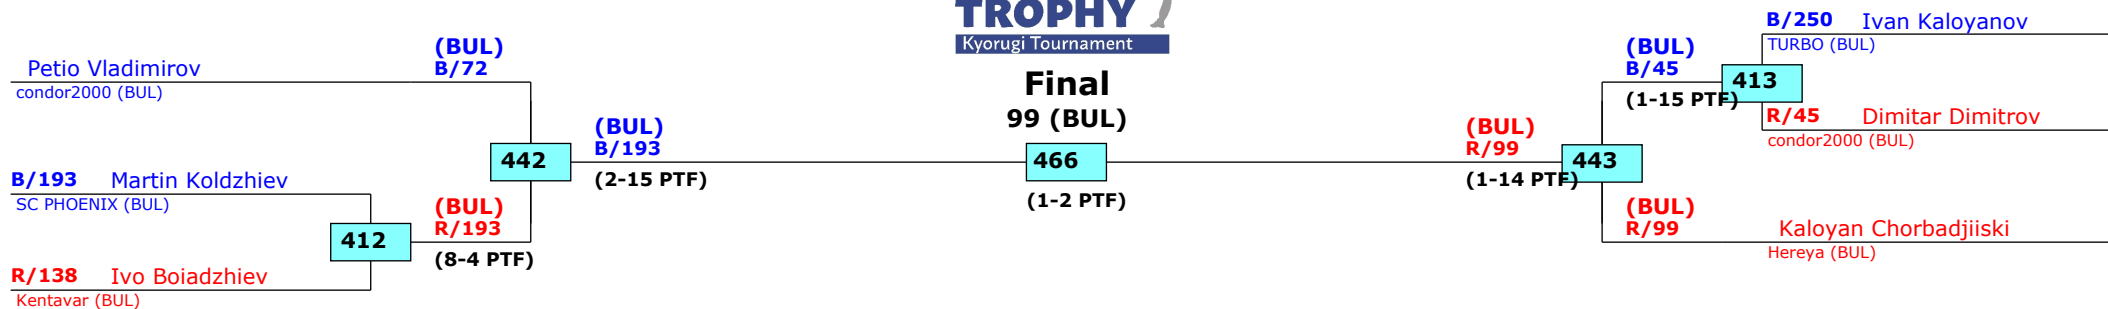 TROPHY
Kyorugi Tournament
Final
99 (BUL)
Petio Vladimirov
condor2000 (BUL)
(BUL)
B/72
B/193 Martin Koldzhiev
SC PHOENIX (BUL)
412
R/138 Ivo Boiadzhiev
Kentavar (BUL)
(BUL)
R/193
(8-4 PTF)
442
(BUL)
B/193
(2-15 PTF)
466
(1-2 PTF)
(BUL)
R/99
(1-14 PTF)
443
(BUL)
B/45
(1-15 PTF)
413
B/250 Ivan Kaloyanov
TURBO (BUL)
R/45 Dimitar Dimitrov
condor2000 (BUL)
(BUL)
R/99
Kaloyan Chorbadjiiski
Hereya (BUL)